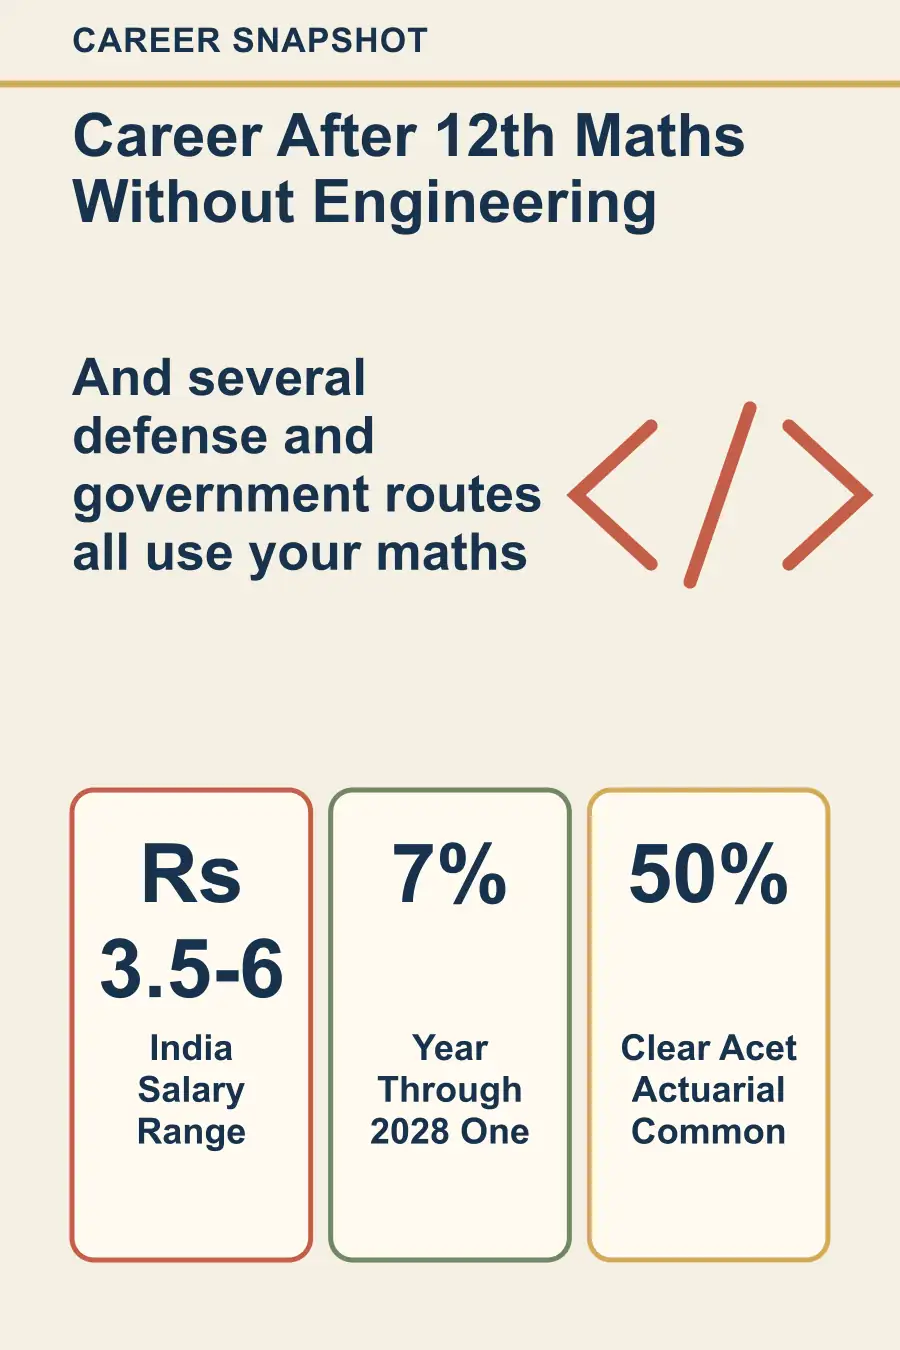 CAREER SNAPSHOT
Career After 12th Maths
Without Engineering
And several
defense and
government routes
all use your maths
</>
Rs
3.5-6
India
Salary
Range
7%
Year
Through
2028 One
50%
Clear Acet
Actuarial
Common